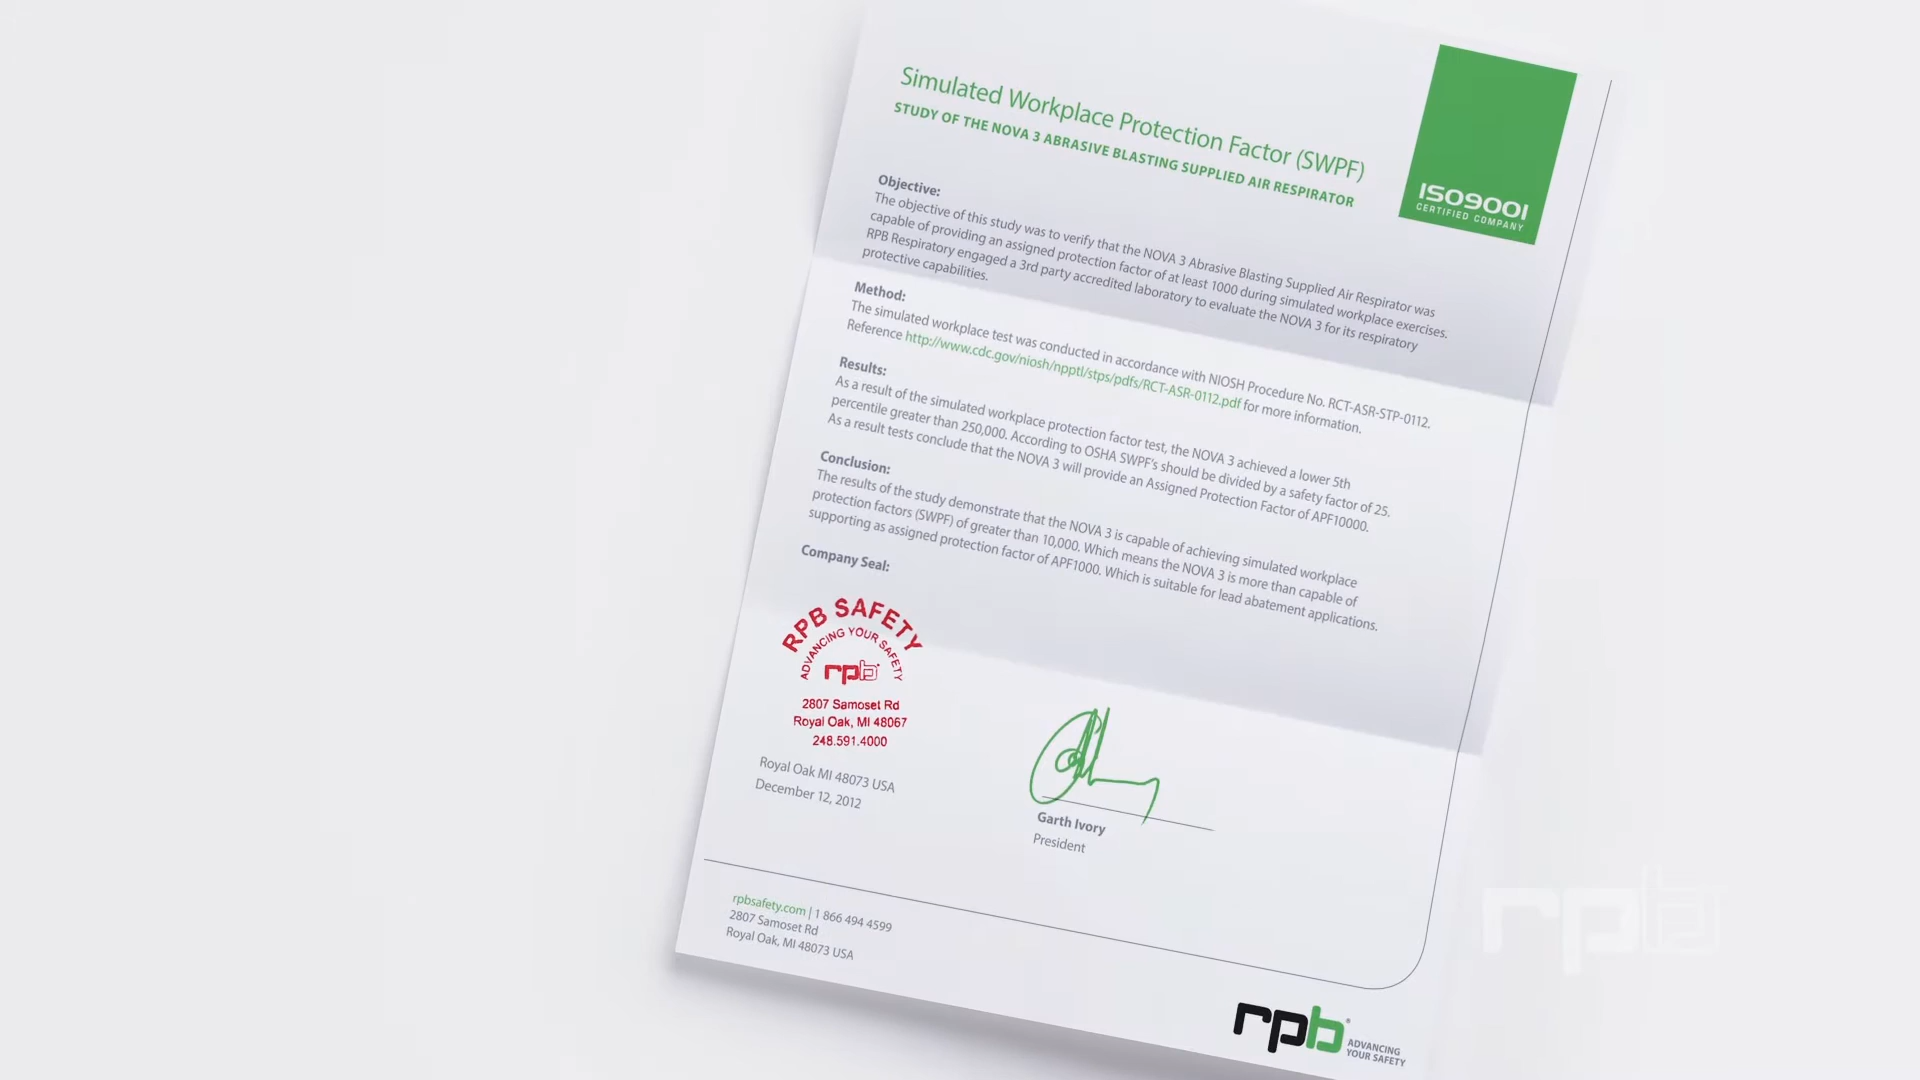 Simulated Workplace Protection Factor (SWPF)
STUDY OF THE NOVA 3 ABRASIVE BLASTING SUPPLIED AIR RESPIRATOR
ISO9001
CERTIFIED COMPANY
Objective:
The objective of this study was to verify that the NOVA 3 Abrasive Blasting Supplied Air Respirator was
capable of providing an assigned protection factor of at least 1000 during simulated workplace exercises.
RPB Respiratory engaged a 3rd party accredited laboratory to evaluate the NOVA 3 for its respiratory
protective capabilities.
Method:
The simulated workplace test was conducted in accordance with NIOSH Procedure No. RCT-ASR-STP-0112.
Reference http://www.cdc.gov/niosh/npptl/stps/pdfs/RCT-ASR-0112.pdf for more information.
Results:
As a result of the simulated workplace protection factor test, the NOVA 3 achieved a lower 5th
percentile greater than 250,000. According to OSHA SWPF's should be divided by a safety factor of 25.
As a result tests conclude that the NOVA 3 will provide an Assigned Protection Factor of APF10000.
Conclusion:
The results of the study demonstrate that the NOVA 3 is capable of achieving simulated workplace
protection factors (SWPF) of greater than 10,000. Which means the NOVA 3 is more than capable of
supporting as assigned protection factor of APF1000. Which is suitable for lead abatement applications.
Company Seal:
RPB SAFETY
ADVANCING YOUR SAFETY
rpb
2807 Samoset Rd
Royal Oak, MI 48067
248.591.4000
Royal Oak MI 48073 USA
December 12, 2012
Garth Ivory
President
rpbsafety.com | 1 866 494 4599
2807 Samoset Rd
Royal Oak, MI 48073 USA
rpb
ADVANCING
YOUR SAFETY
rpb